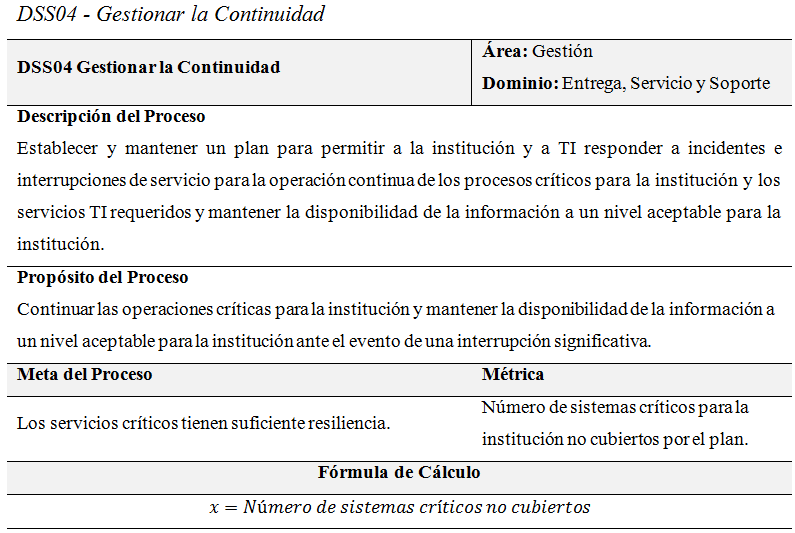 DSS04 - Gestionar la Continuidad
DSS04 Gestionar la Continuidad
Área: Gestión
Dominio: Entrega, Servicio y Soporte
Descripción del Proceso
Establecer y mantener un plan para permitir a la institución y a TI responder a incidentes e
interrupciones de servicio para la operación continua de los procesos críticos para la institución y los
servicios TI requeridos y mantener la disponibilidad de la información a un nivel aceptable para la
institución.
Propósito del Proceso
Continuar las operaciones críticas para la institución y mantener la disponibilidad de la información a
un nivel aceptable para la institución ante el evento de una interrupción significativa.
Meta del Proceso
Métrica
Los servicios críticos tienen suficiente resiliencia.
Número de sistemas críticos para la
institución no cubiertos por el plan.
Fórmula de Cálculo
x = Número de sistemas críticos no cubiertos